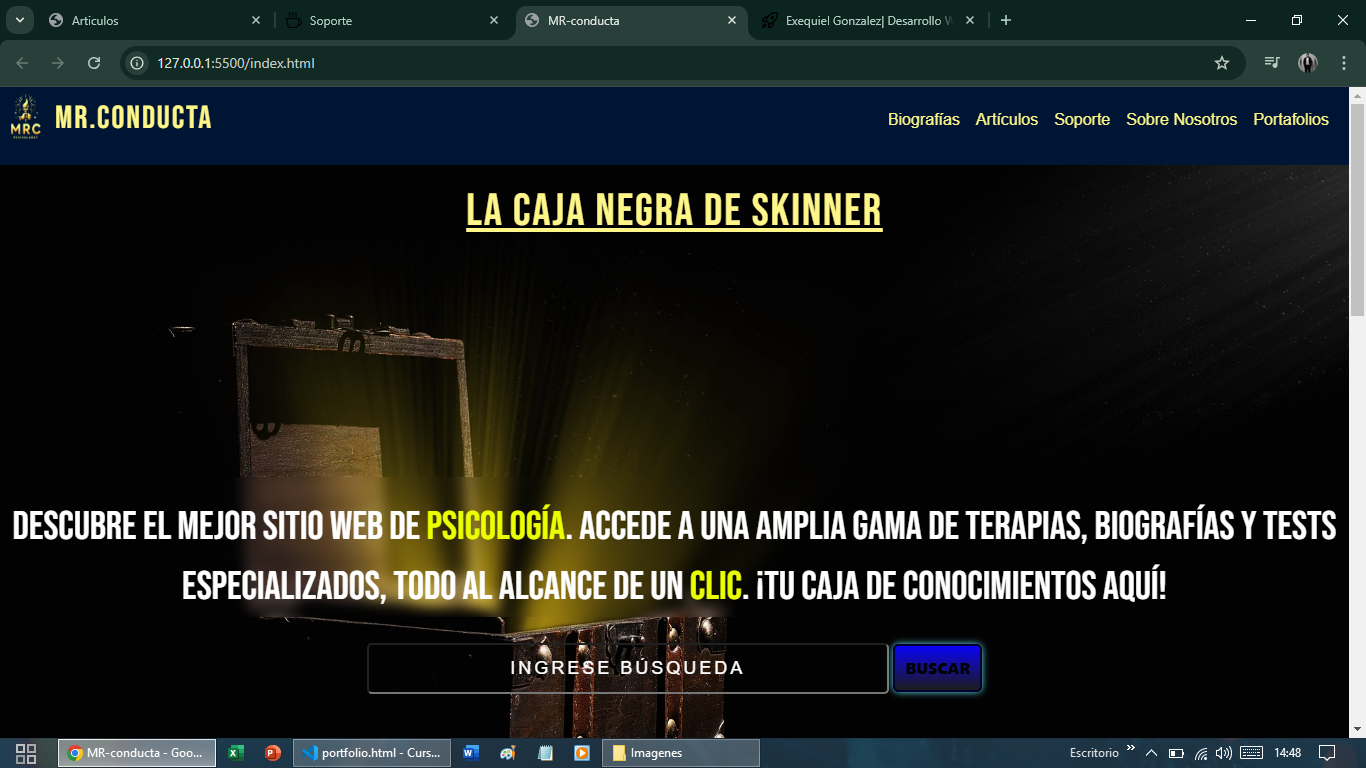 Articulos
Soporte
MR-conducta
Exequiel Gonzalez| Desarrollo W
127.0.0.1:5500/index.html
MRC
MR.CONDUCTA
Biografías Artículos Soporte Sobre Nosotros Portafolios
LA CAJA NEGRA DE SKINNER
DESCUBRE EL MEJOR SITIO WEB DE PSICOLOGÍA. ACCEDE A UNA AMPLIA GAMA DE TERAPIAS, BIOGRAFÍAS Y TESTS
ESPECIALIZADOS, TODO AL ALCANCE DE UN CLIC. ¡TU CAJA DE CONOCIMIENTOS AQUÍ!
INGRESE BÚSQUEDA
BUSCAR
MR-conducta - Goo...
portfolio.html - Curs...
Imagenes
Escritorio
14:48